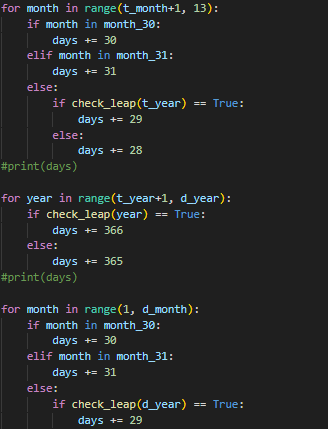 for month in range(t_month+1, 13):
    if month in month_30:
        days += 30
    elif month in month_31:
        days += 31
    else:
        if check_leap(t_year) == True:
            days += 29
        else:
            days += 28
#print(days)

for year in range(t_year+1, d_year):
    if check_leap(year) == True:
        days += 366
    else:
        days += 365
#print(days)

for month in range(1, d_month):
    if month in month_30:
        days += 30
    elif month in month_31:
        days += 31
    else:
        if check_leap(d_year) == True:
            days += 29